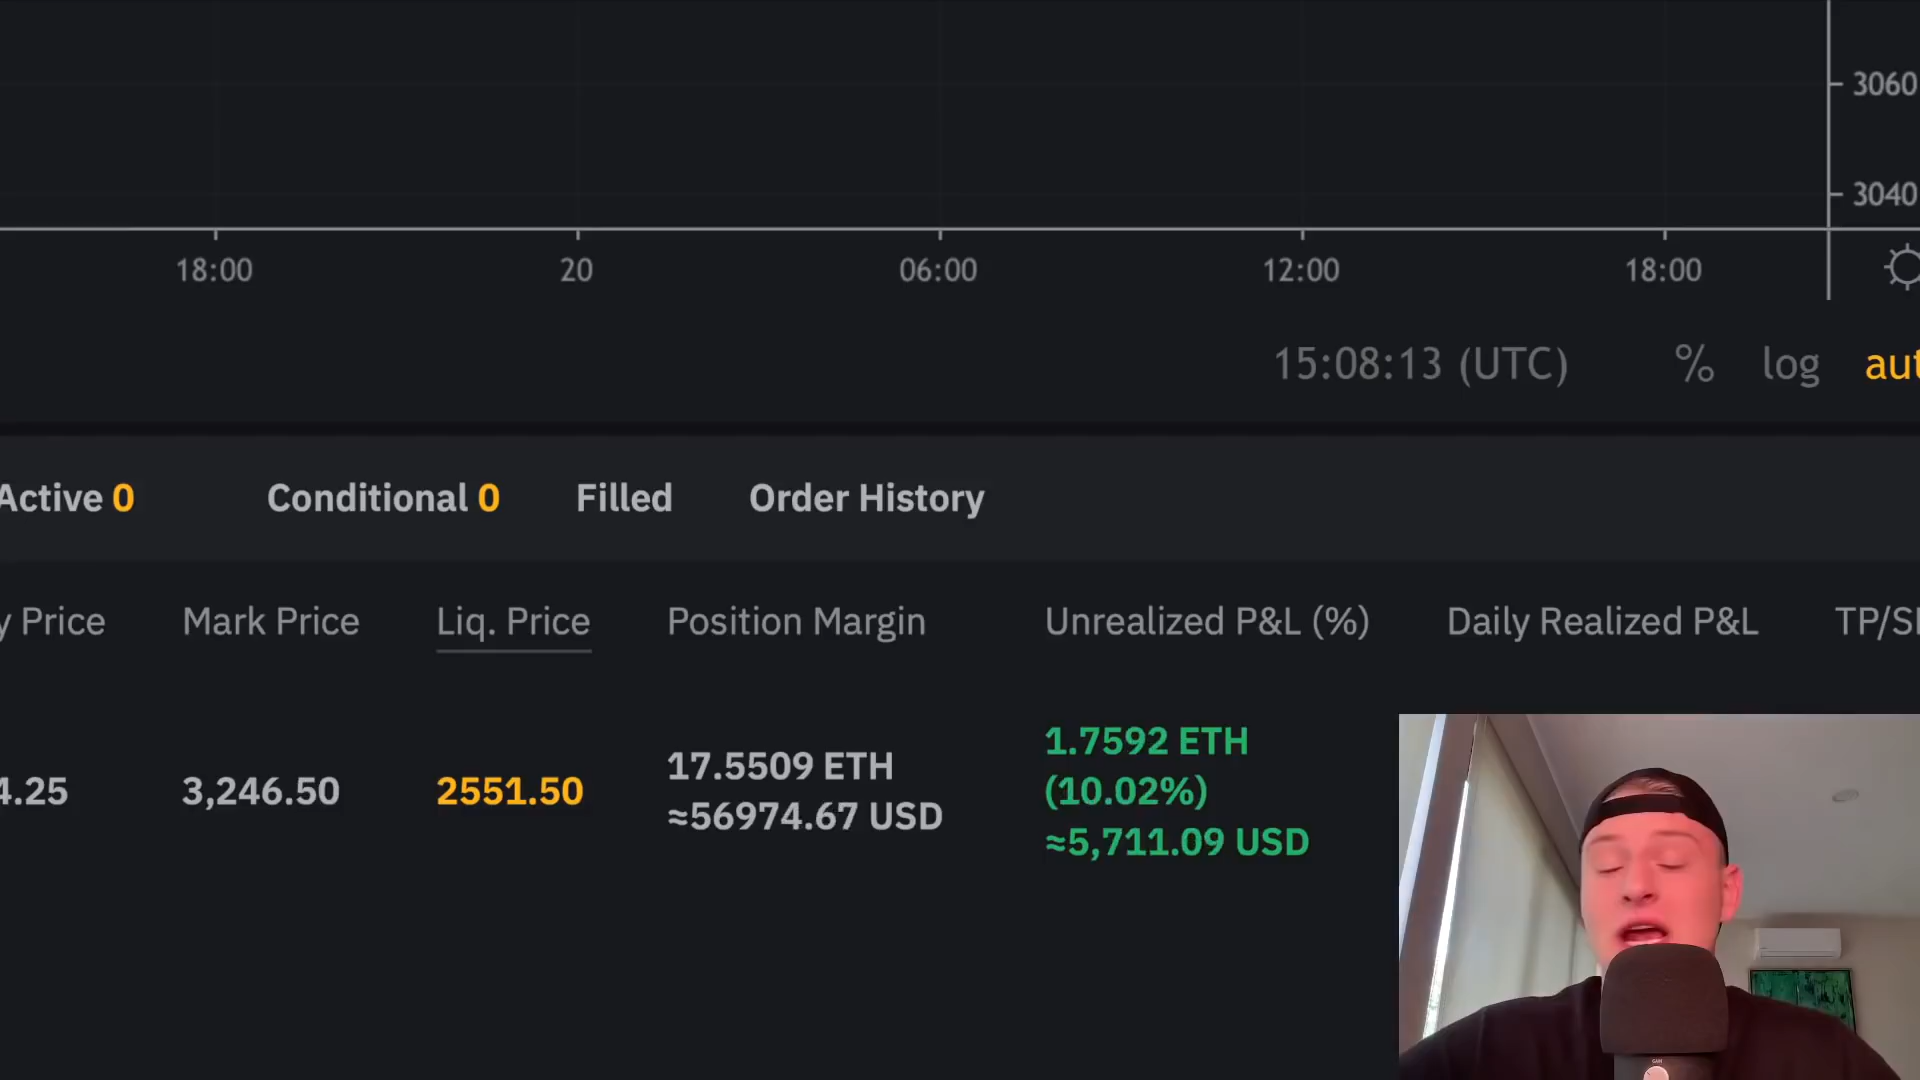 3060
3040
18:00 20 06:00 12:00 18:00
15:08:13 (UTC) % log aut
Active 0 Conditional 0 Filled Order History
y Price Mark Price Liq. Price Position Margin Unrealized P&L (%) Daily Realized P&L TP/S
4.25 3,246.50 2551.50 17.5509 ETH
≈56974.67 USD
1.7592 ETH
(10.02%)
≈5,711.09 USD